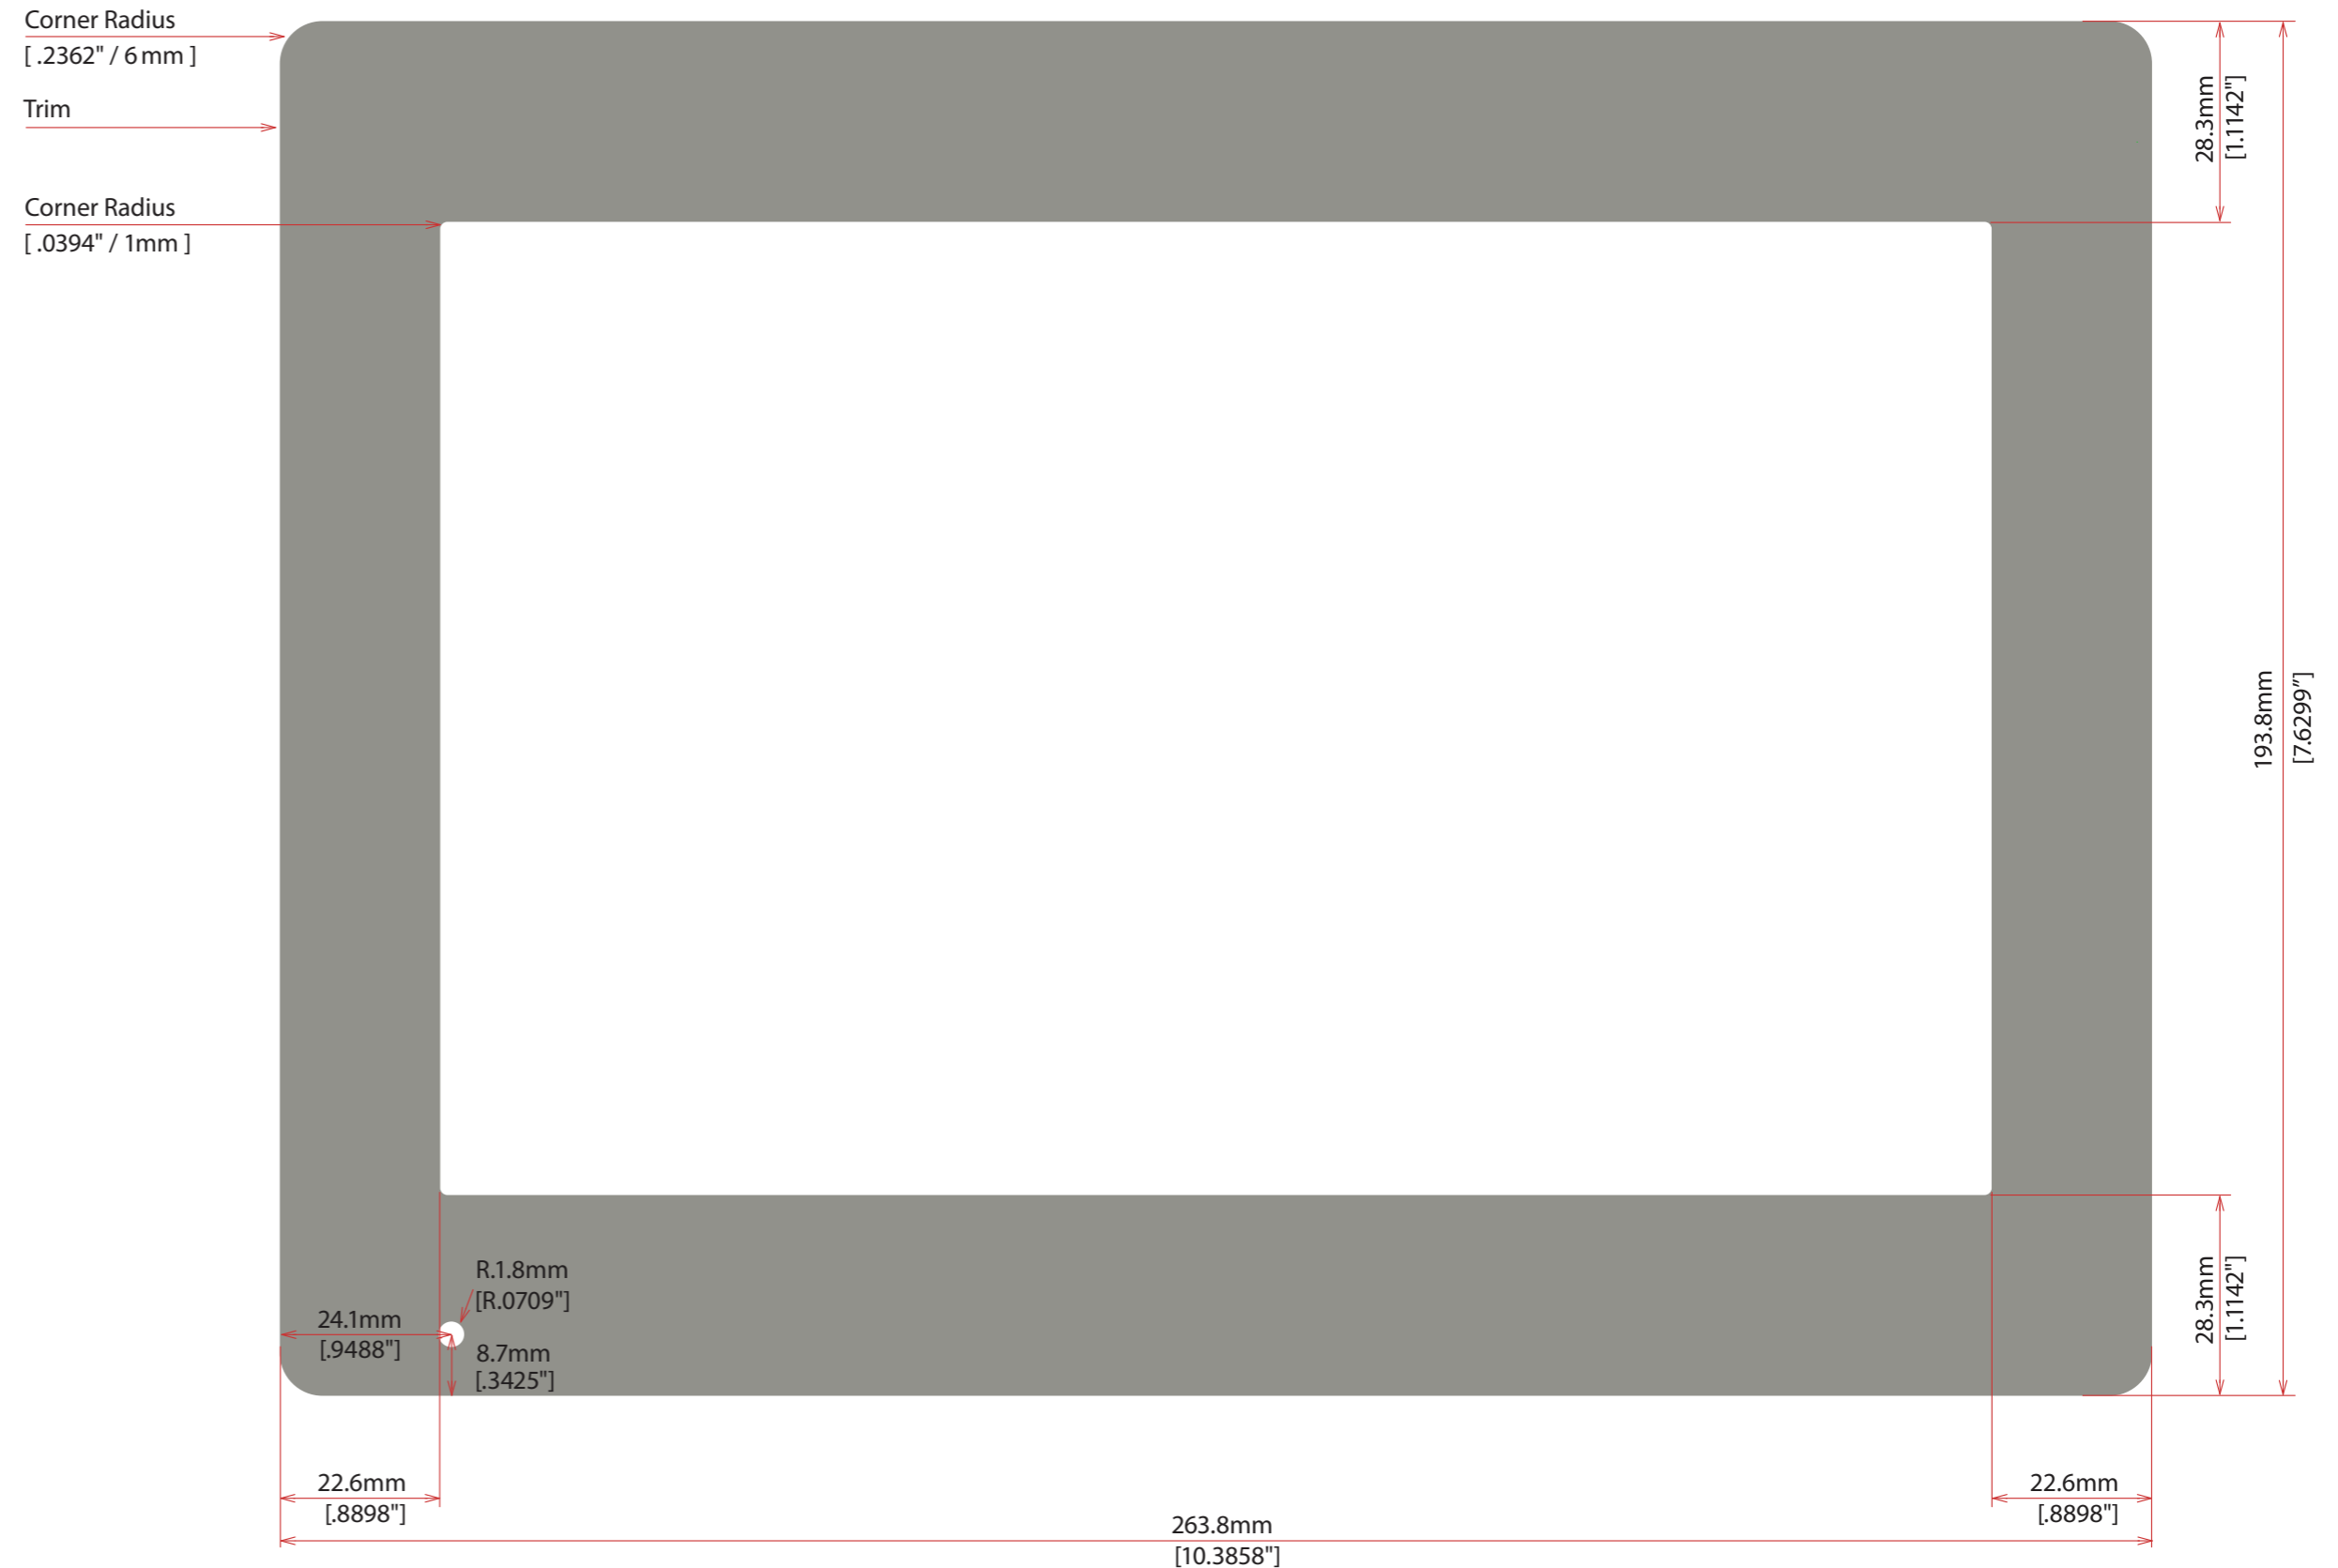 Corner Radius
[ .2362" / 6 mm ]
Trim
Corner Radius
[ .0394" / 1mm ]
28.3mm
[1.1142"]
193.8mm
[7.6299”]
R.1.8mm
[R.0709"]
24.1mm
[.9488"]
8.7mm
[.3425"]
28.3mm
[1.1142"]
22.6mm
[.8898"]
22.6mm
[.8898"]
263.8mm
[10.3858"]